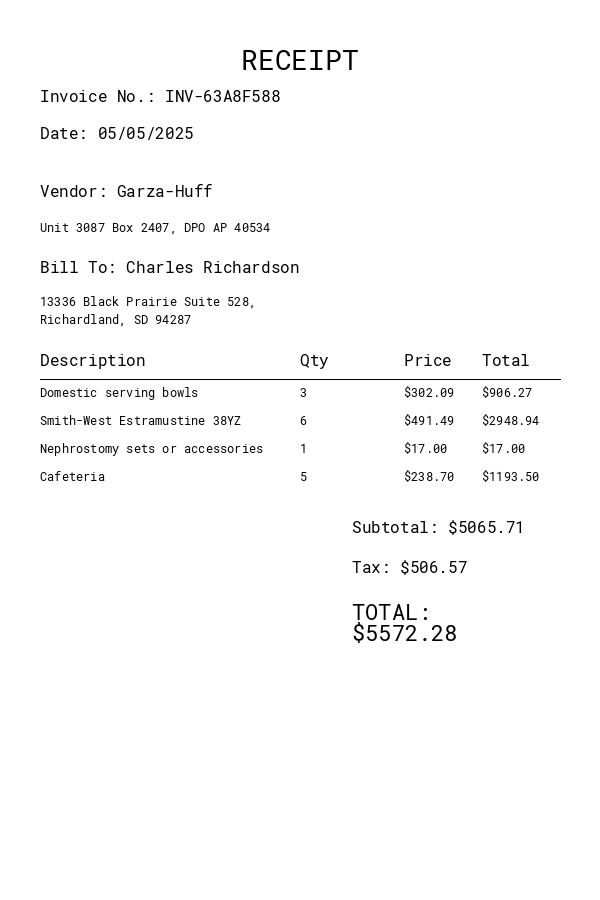 RECEIPT
Invoice No.: INV-63A8F588
Date: 05/05/2025
Vendor: Garza-Huff
Unit 3087 Box 2407, DPO AP 40534
Bill To: Charles Richardson
13336 Black Prairie Suite 528,
Richardland, SD 94287
Description Qty Price Total
Domestic serving bowls 3 $302.09 $906.27
Smith-West Estramustine 38YZ 6 $491.49 $2948.94
Nephrostomy sets or accessories 1 $17.00 $17.00
Cafeteria 5 $238.70 $1193.50
Subtotal: $5065.71
Tax: $506.57
TOTAL:
$5572.28